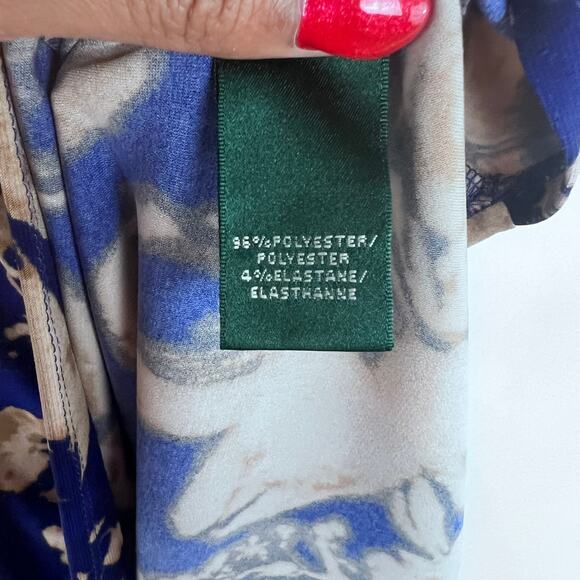 96%POLYESTER/
POLYESTER
4%ELASTANE/
ELASTHANNE